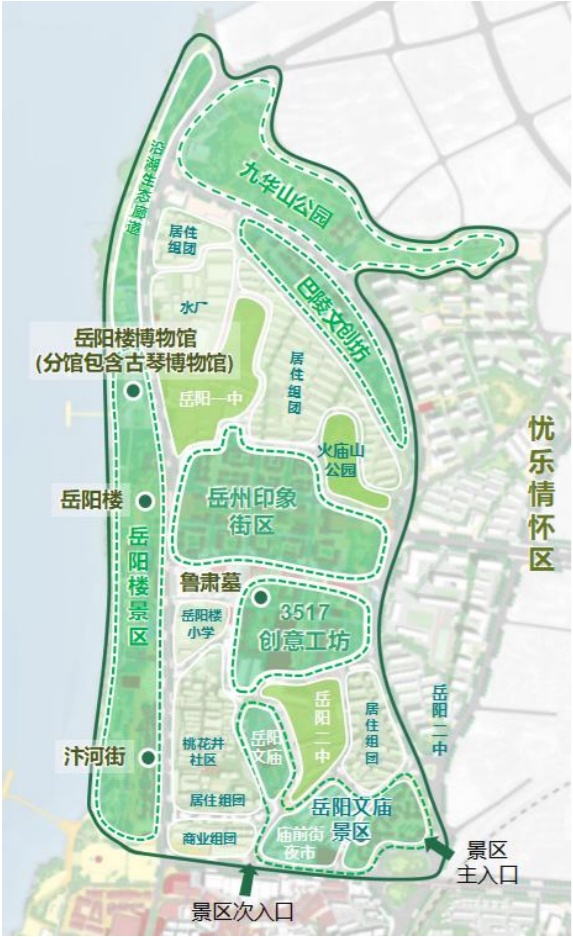 沿湖生态廊道
九华山公园
居住
组团
巴陵文创坊
水厂
岳阳楼博物馆
(分馆包含古琴博物馆)
居住组团
岳阳一中
火庙山
公园
忧乐情怀区
岳阳楼
岳州印象
街区
岳阳楼景区
鲁肃墓
3517
创意工坊
岳阳楼
小学
岳阳二中
居住组团
岳阳二中
岳阳
文庙
汴河街
桃花井
社区
居住组团
岳阳文庙
景区
商业组团
庙前街
夜市
景区
主入口
景区次入口